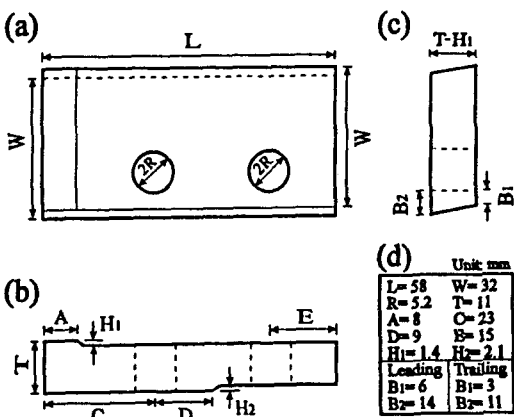 (a)
L
W
W
2R
2R
(c)
T-H1
B2
B1
(b)
A
H1
E
T
C
D
H2
(d)
Unit: mm
L= 58 W= 32
R= 5.2 T= 11
A= 8 C= 23
D= 9 E= 15
H1= 1.4 H2= 2.1
Leading Trailing
B1= 6 B1= 3
B2= 14 B2= 11